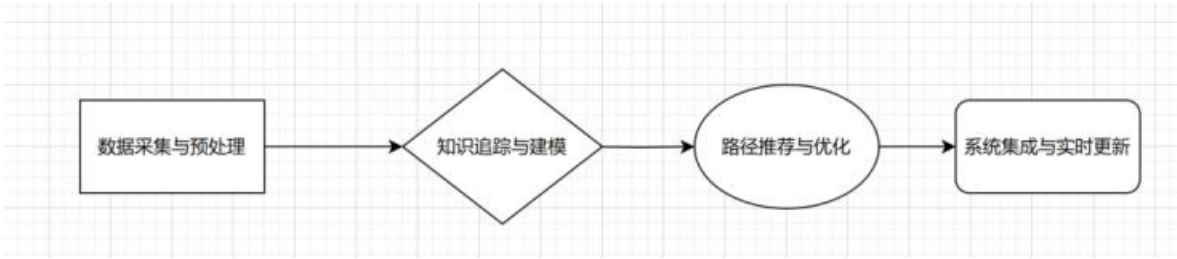 数据采集与预处理
知识追踪与建模
路径推荐与优化
系统集成与实时更新